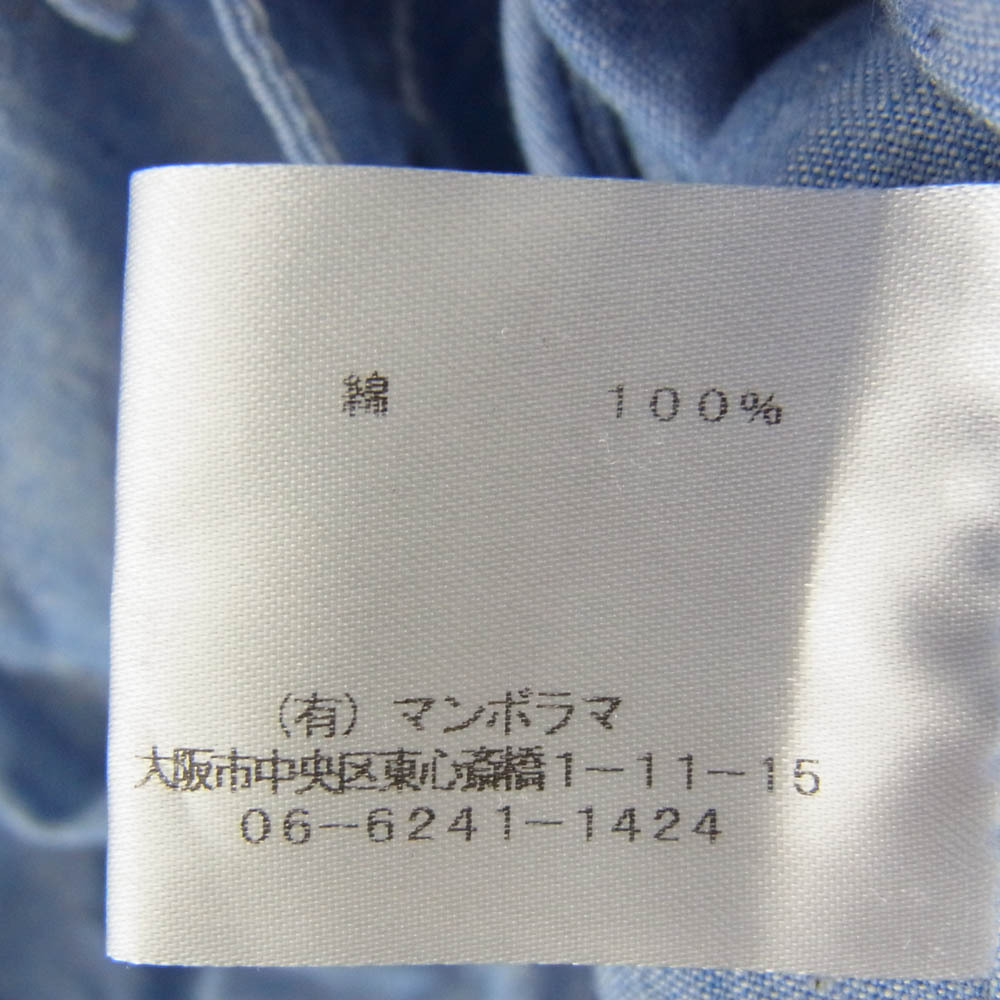 綿 100%
(有) マンボラマ
大阪市中央区東心斎橋1-11-15
06-6241-1424